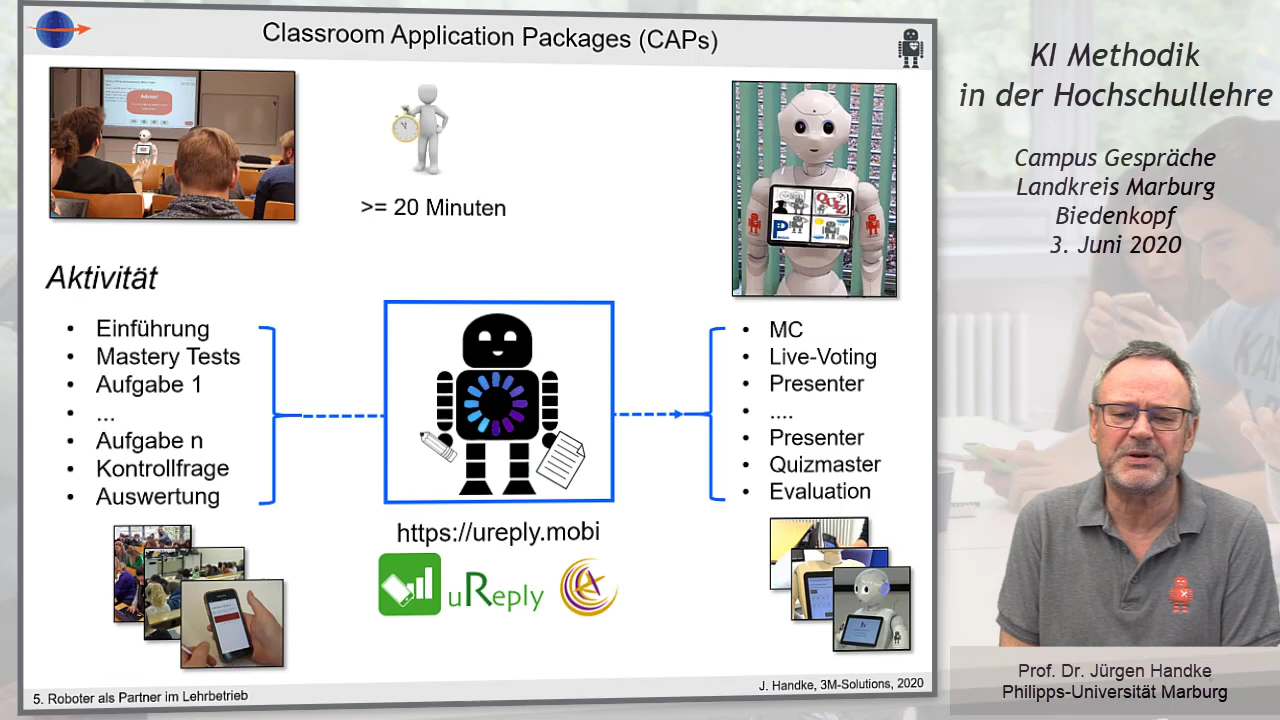 Classroom Application Packages (CAPs)
>= 20 Minuten
QUIZ
Aktivität
• Einführung
• Mastery Tests
• Aufgabe 1
• ...
• Aufgabe n
• Kontrollfrage
• Auswertung
• MC
• Live-Voting
• Presenter
• ....
• Presenter
• Quizmaster
• Evaluation
https://ureply.mobi
uReply
5. Roboter als Partner im Lehrbetrieb
J. Handke, 3M-Solutions, 2020
KI Methodik
in der Hochschullehre
Campus Gespräche
Landkreis Marburg
Biedenkopf
3. Juni 2020
Prof. Dr. Jürgen Handke
Philipps-Universität Marburg